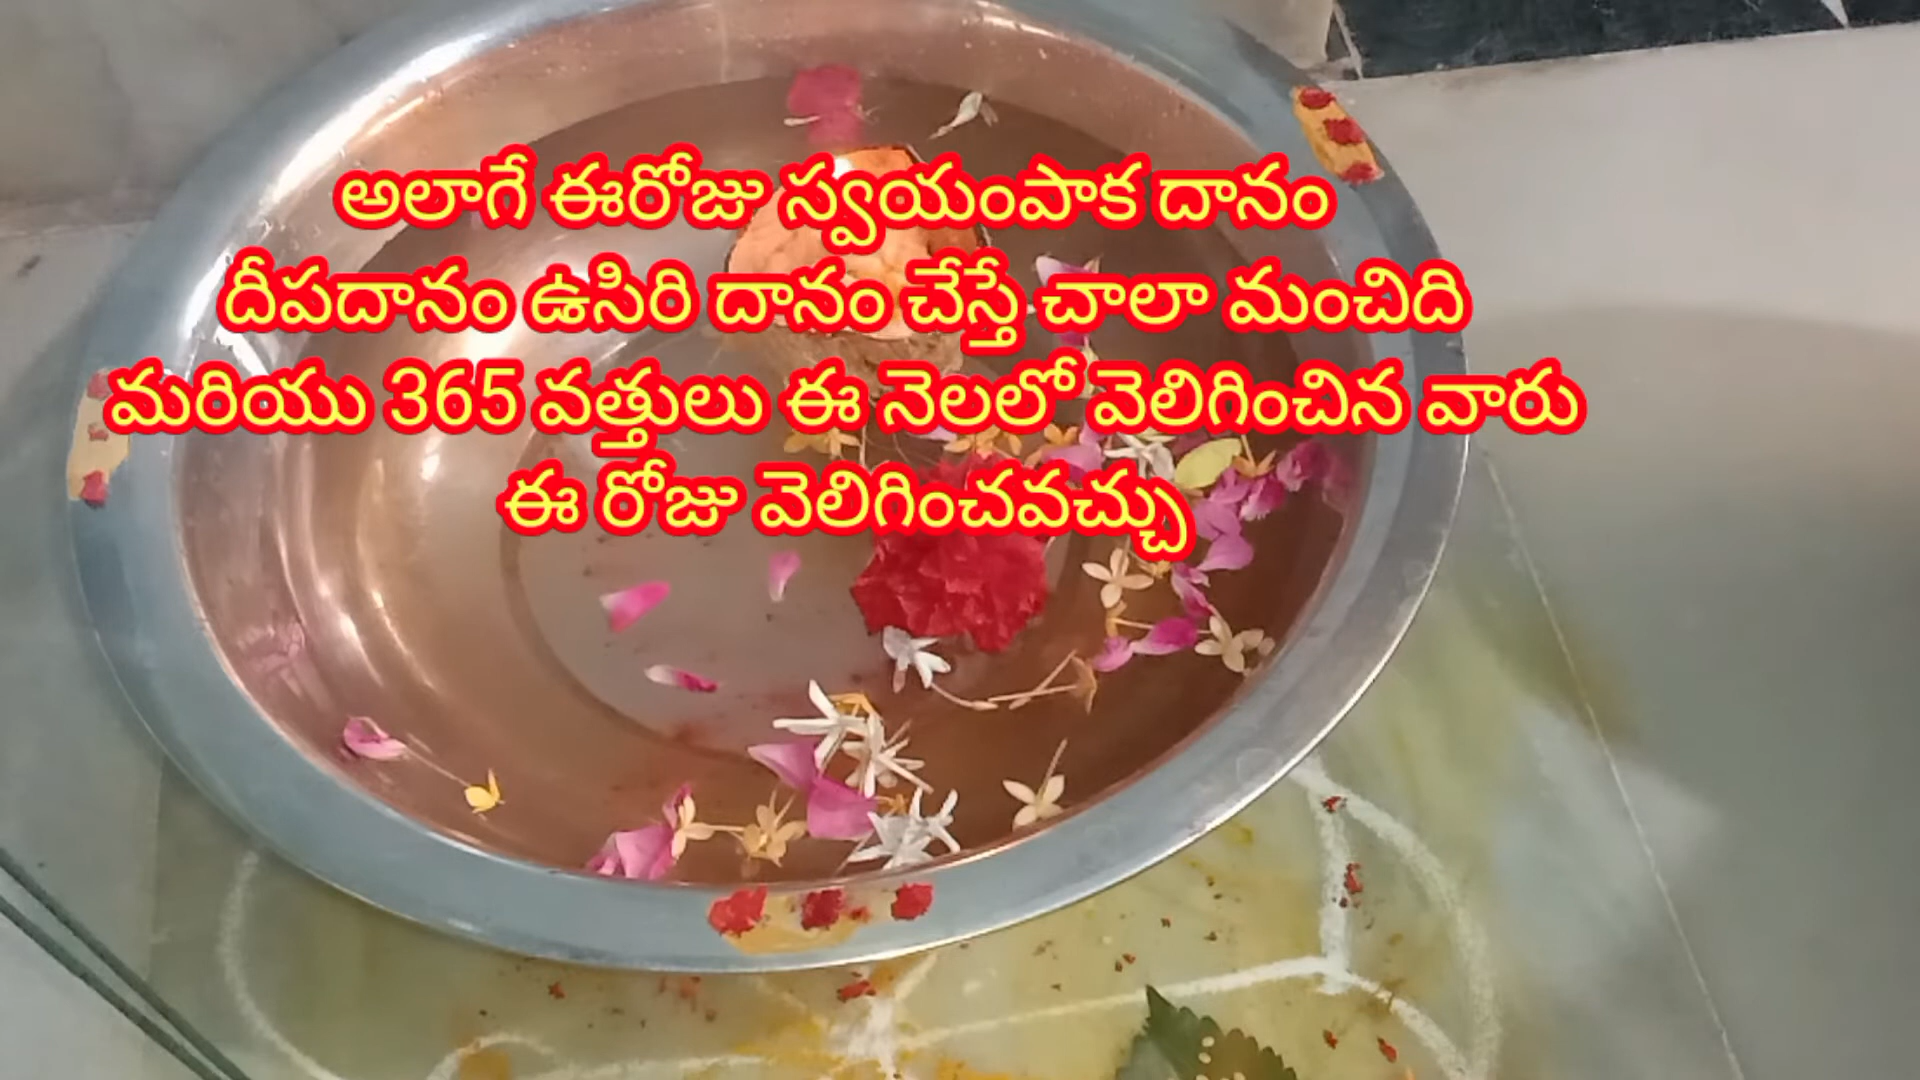 అలాగే ఈరోజు స్వయంపాక దానం
దీపదానం ఉసిరి దానం చేస్తే చాలా మంచిది
మరియు 365 వత్తులు ఈ నెలలో వెలిగించిన వారు
ఈ రోజు వెలిగించవచ్చు